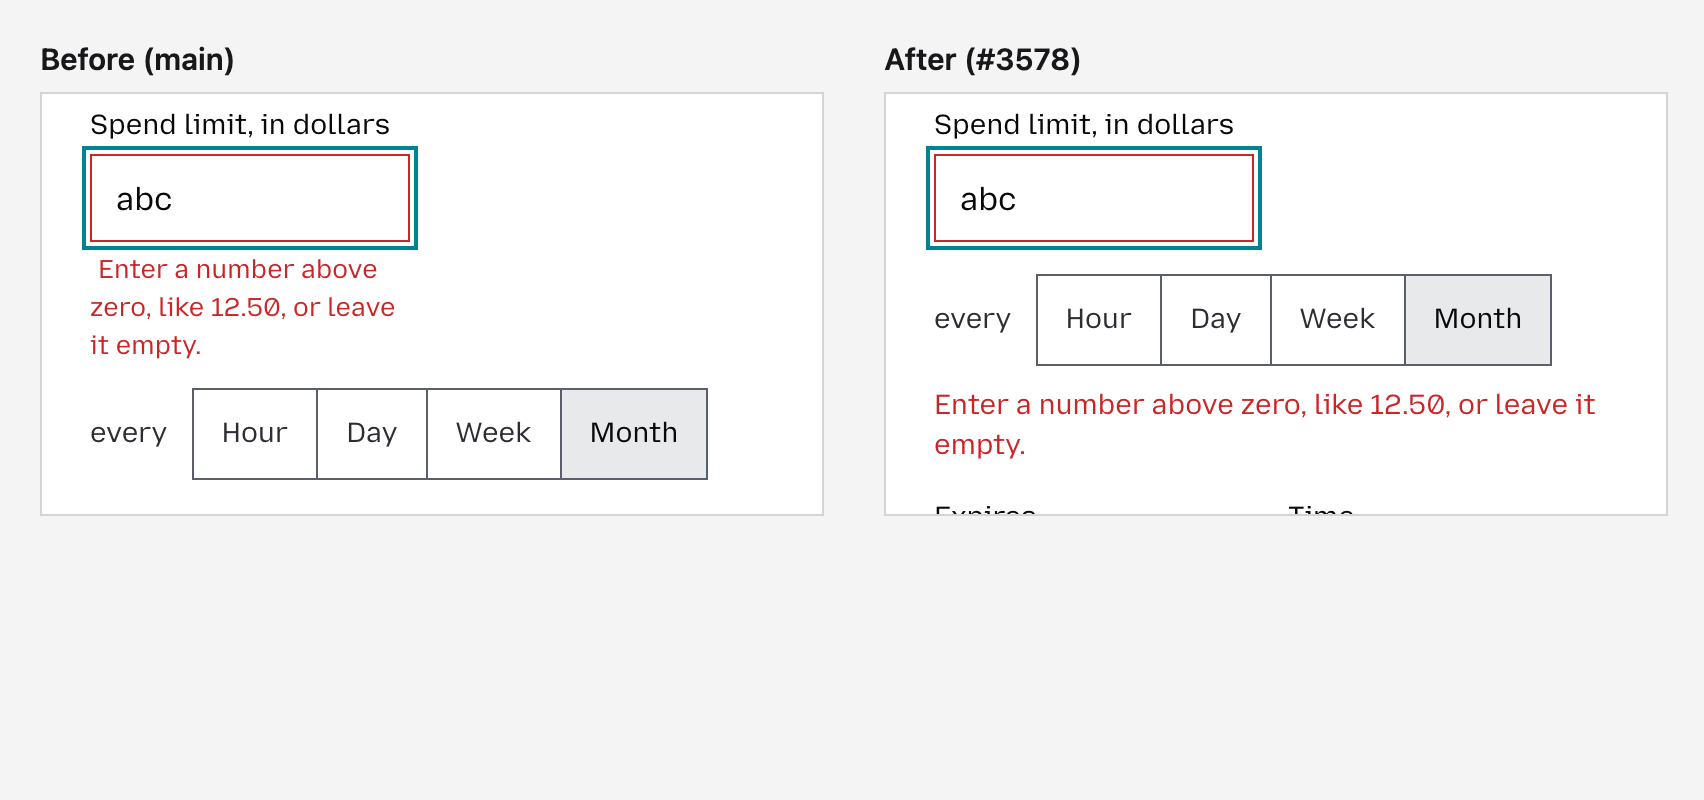 Before (main)
Spend limit, in dollars
abc
Enter a number above
zero, like 12.50, or leave
it empty.
every Hour Day Week Month
After (#3578)
Spend limit, in dollars
abc
every Hour Day Week Month
Enter a number above zero, like 12.50, or leave it
empty.
Expires Time